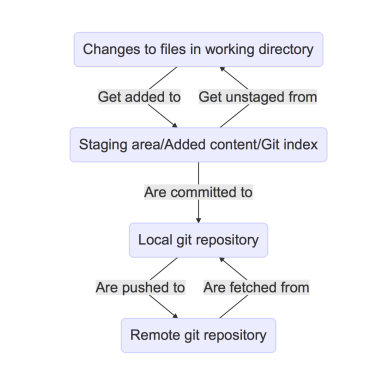 Changes to files in working directory
Get added to
Get unstaged from
Staging area/Added content/Git index
Are committed to
Local git repository
Are pushed to
Are fetched from
Remote git repository